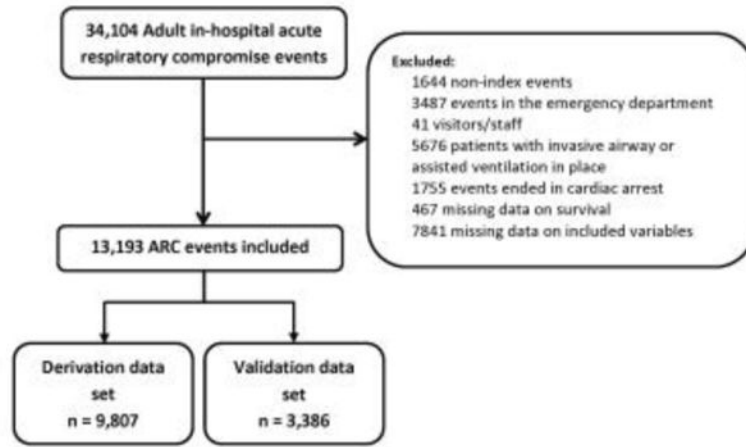 34,104 Adult in-hospital acute
respiratory compromise events
Excluded:
1644 non-index events
3487 events in the emergency department
41 visitors/staff
5676 patients with invasive airway or
assisted ventilation in place
1755 events ended in cardiac arrest
467 missing data on survival
7841 missing data on included variables
13,193 ARC events included
Derivation data
set
n = 9,807
Validation data
set
n = 3,386